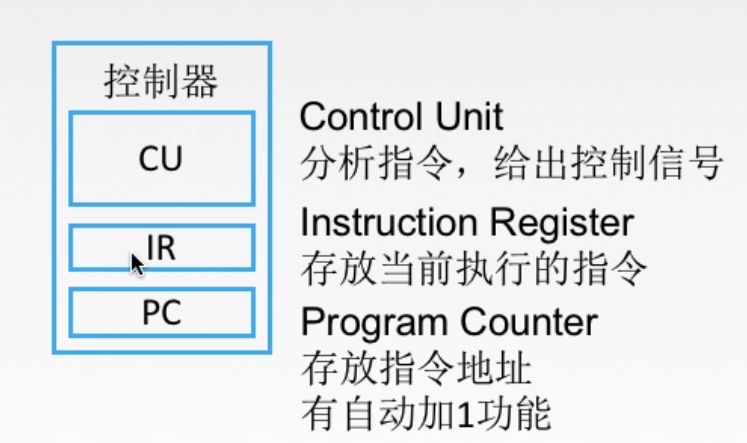 控制器
CU
Control Unit
分析指令，给出控制信号
IR
Instruction Register
存放当前执行的指令
PC
Program Counter
存放指令地址
有自动加1功能